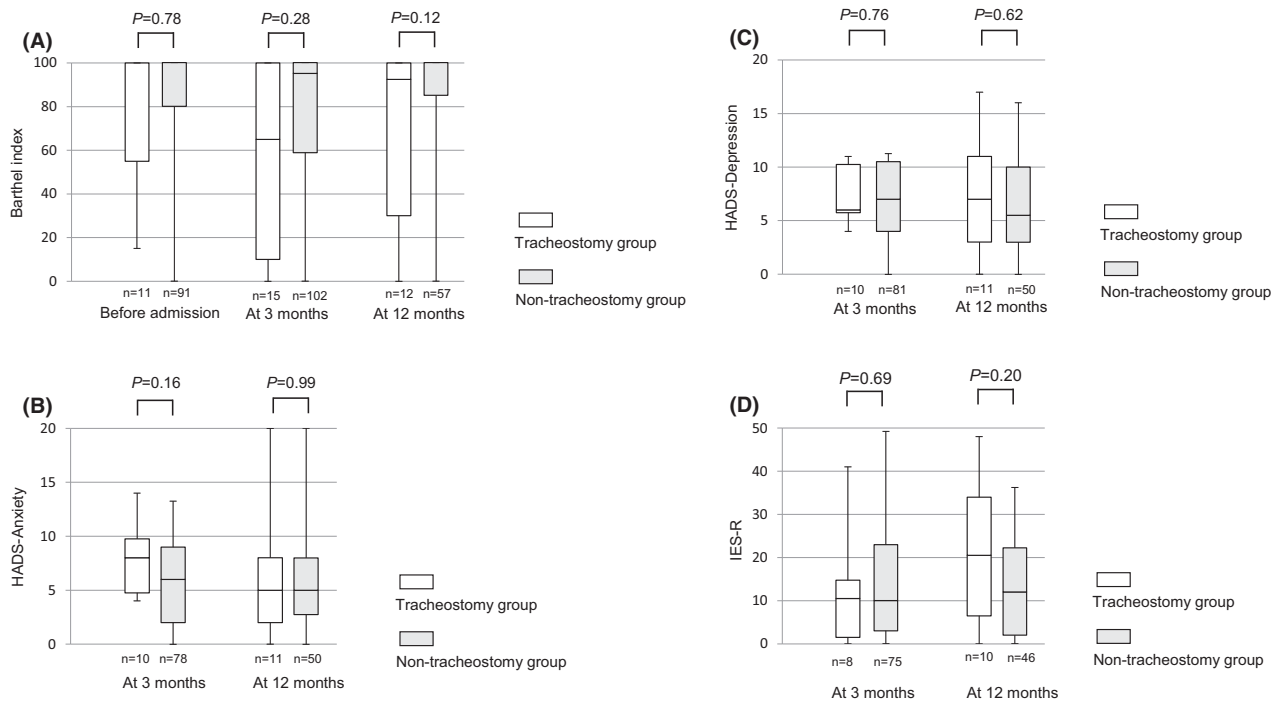 (A)
P=0.78 P=0.28 P=0.12
Barthel index
100
80
60
40
20
0
n=11 n=91 n=15 n=102 n=12 n=57
Before admission At 3 months At 12 months
Tracheostomy group
Non-tracheostomy group
(B)
P=0.16 P=0.99
HADS-Anxiety
20
15
10
5
0
n=10 n=78 n=11 n=50
At 3 months At 12 months
Tracheostomy group
Non-tracheostomy group
(C)
P=0.76 P=0.62
HADS-Depression
20
15
10
5
0
n=10 n=81 n=11 n=50
At 3 months At 12 months
Tracheostomy group
Non-tracheostomy group
(D)
P=0.69 P=0.20
IES-R
50
40
30
20
10
0
n=8 n=75 n=10 n=46
At 3 months At 12 months
Tracheostomy group
Non-tracheostomy group